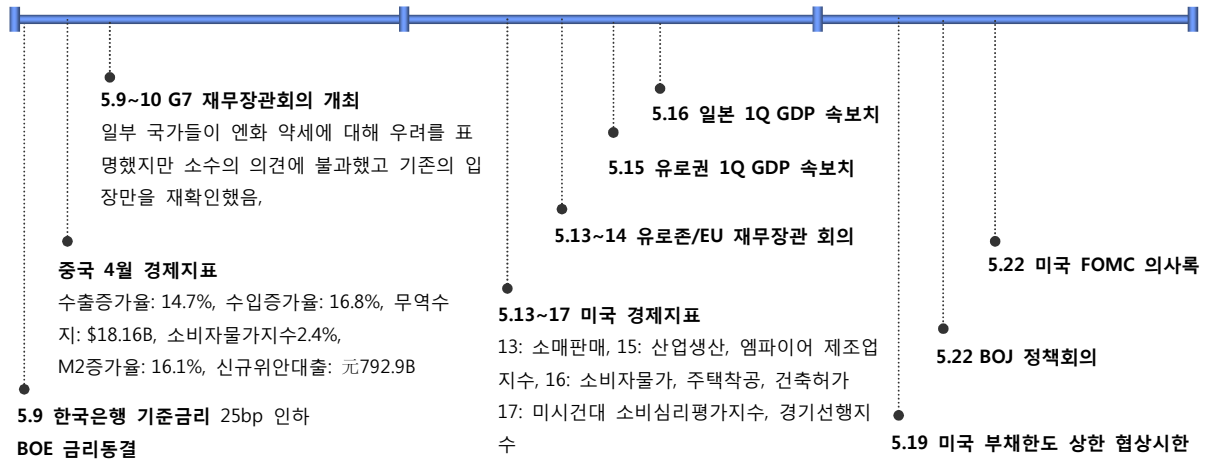 5.9~10 G7 재무장관회의 개최
일부 국가들이 엔화 약세에 대해 우려를 표
명했지만 소수의 의견에 불과했고 기존의 입
장만을 재확인했음,
중국 4월 경제지표
수출증가율: 14.7%, 수입증가율: 16.8%, 무역수
지: $18.16B, 소비자물가지수2.4%,
M2증가율: 16.1%, 신규위안대출: 元792.9B
5.9 한국은행 기준금리 25bp 인하
BOE 금리동결
5.16 일본 1Q GDP 속보치
5.15 유로권 1Q GDP 속보치
5.13~14 유로존/EU 재무장관 회의
5.13~17 미국 경제지표
13: 소매판매, 15: 산업생산, 엠파이어 제조업
지수, 16: 소비자물가, 주택착공, 건축허가
17: 미시건대 소비심리평가지수, 경기선행지
수
5.22 미국 FOMC 의사록
5.22 BOJ 정책회의
5.19 미국 부채한도 상한 협상시한